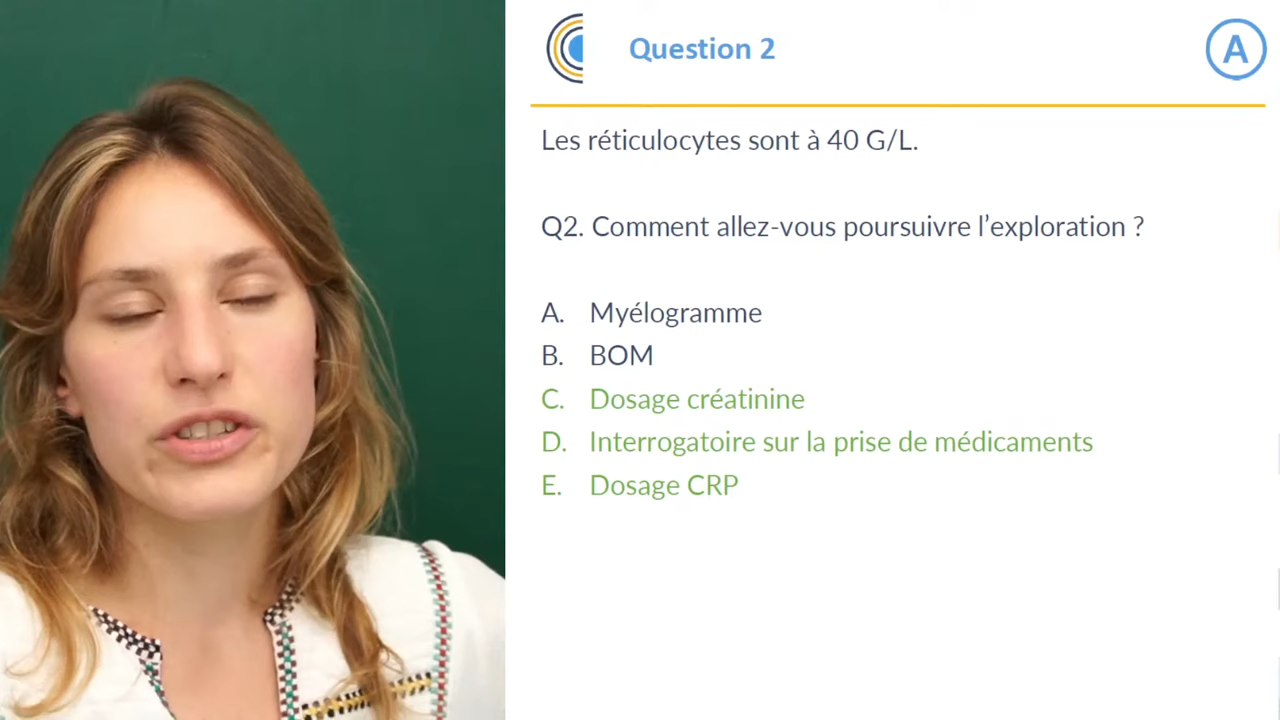 Question 2
A
Les réticulocytes sont à 40 G/L.
Q2. Comment allez-vous poursuivre l’exploration ?
A. Myélogramme
B. BOM
C. Dosage créatinine
D. Interrogatoire sur la prise de médicaments
E. Dosage CRP